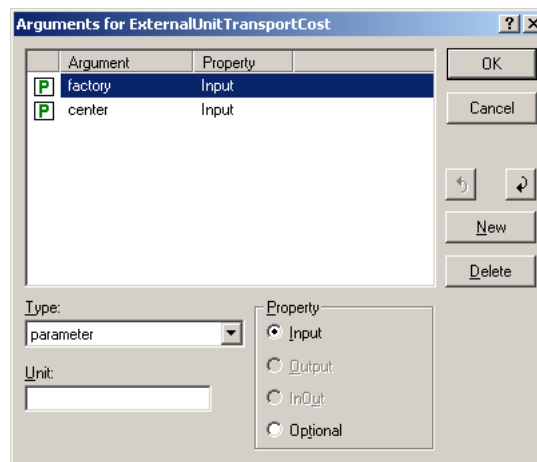 Arguments for ExternalUnitTransportCost
Argument Property
P factory Input
P center Input
OK
Cancel
New
Delete
Type:
parameter
Unit:
Property
Input
Output
InOut
Optional